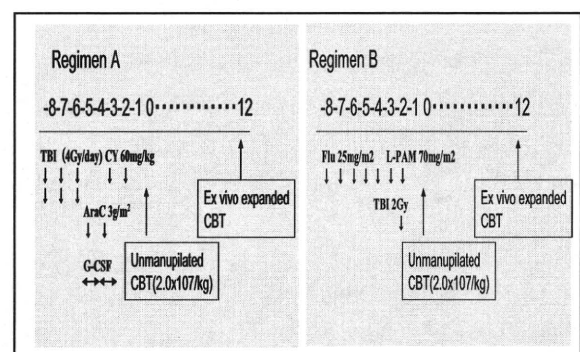 Regimen A
-8-7-6-5-4-3-2-1 0·············12
TBI (4Gy/day) CY 60mg/kg
AraC 3g/m²
G-CSF
Ex vivo expanded
CBT
Unmanupilated
CBT(2.0x107/kg)
Regimen B
-8-7-6-5-4-3-2-1 0·············12
Flu 25mg/m2 L-PAM 70mg/m2
TBI 2Gy
Ex vivo expanded
CBT
Unmanupilated
CBT(2.0x107/kg)